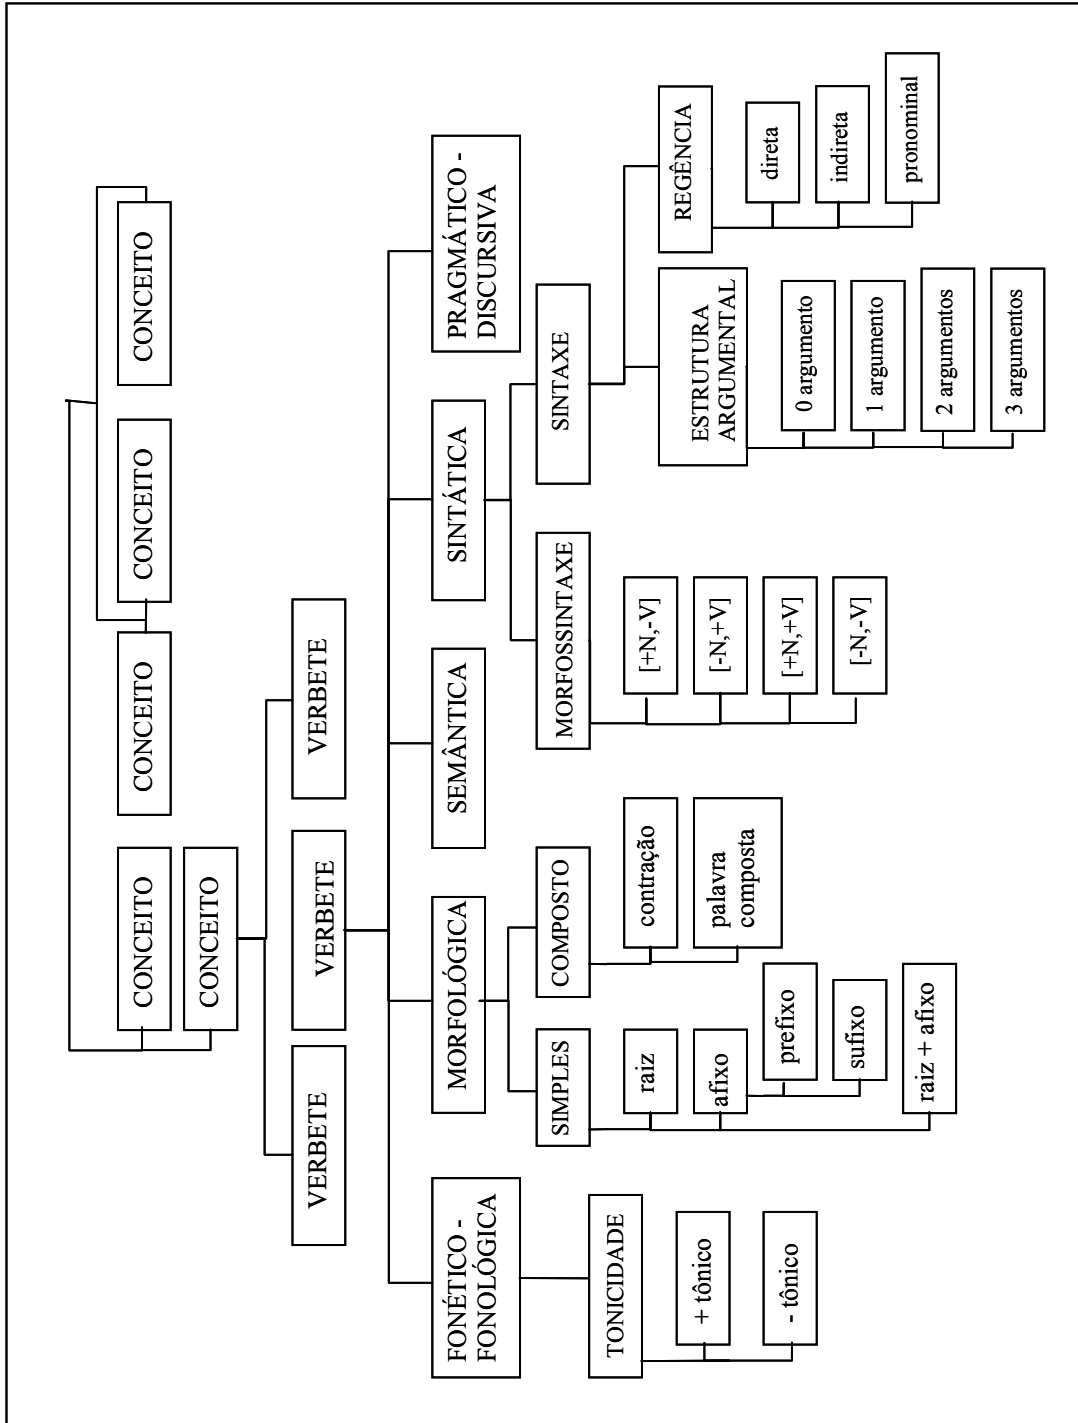 CONCEITO
CONCEITO
CONCEITO
CONCEITO
CONCEITO
VERBETE
VERBETE
VERBETE
FONÉTICO -
FONOLÓGICA
MORFOLÓGICA
SEMÂNTICA
SINTÁTICA
PRAGMÁTICO -
DISCURSIVA
TONICIDADE
+ tônico
- tônico
SIMPLES
raiz
afixo
prefixo
sufixo
raiz + afixo
COMPOSTO
contração
palavra
composta
MORFOSSINTAXE
[+N,-V]
[-N,+V]
[+N,+V]
[-N,-V]
SINTAXE
ESTRUTURA
ARGUMENTAL
0 argumento
1 argumento
2 argumentos
3 argumentos
REGÊNCIA
direta
indireta
pronominal